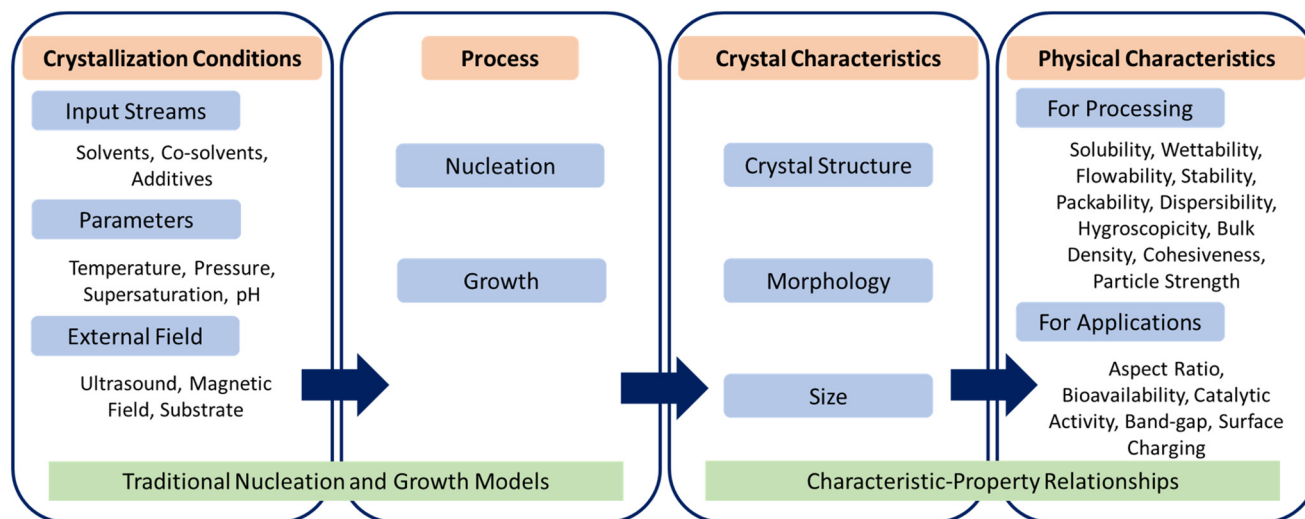 Crystallization Conditions
Input Streams
Solvents, Co-solvents,
Additives
Parameters
Temperature, Pressure,
Supersaturation, pH
External Field
Ultrasound, Magnetic
Field, Substrate
Process
Nucleation
Growth
Traditional Nucleation and Growth Models
Crystal Characteristics
Crystal Structure
Morphology
Size
Physical Characteristics
For Processing
Solubility, Wettability,
Flowability, Stability,
Packability, Dispersibility,
Hygroscopicity, Bulk
Density, Cohesiveness,
Particle Strength
For Applications
Aspect Ratio,
Bioavailability, Catalytic
Activity, Band-gap, Surface
Charging
Characteristic-Property Relationships